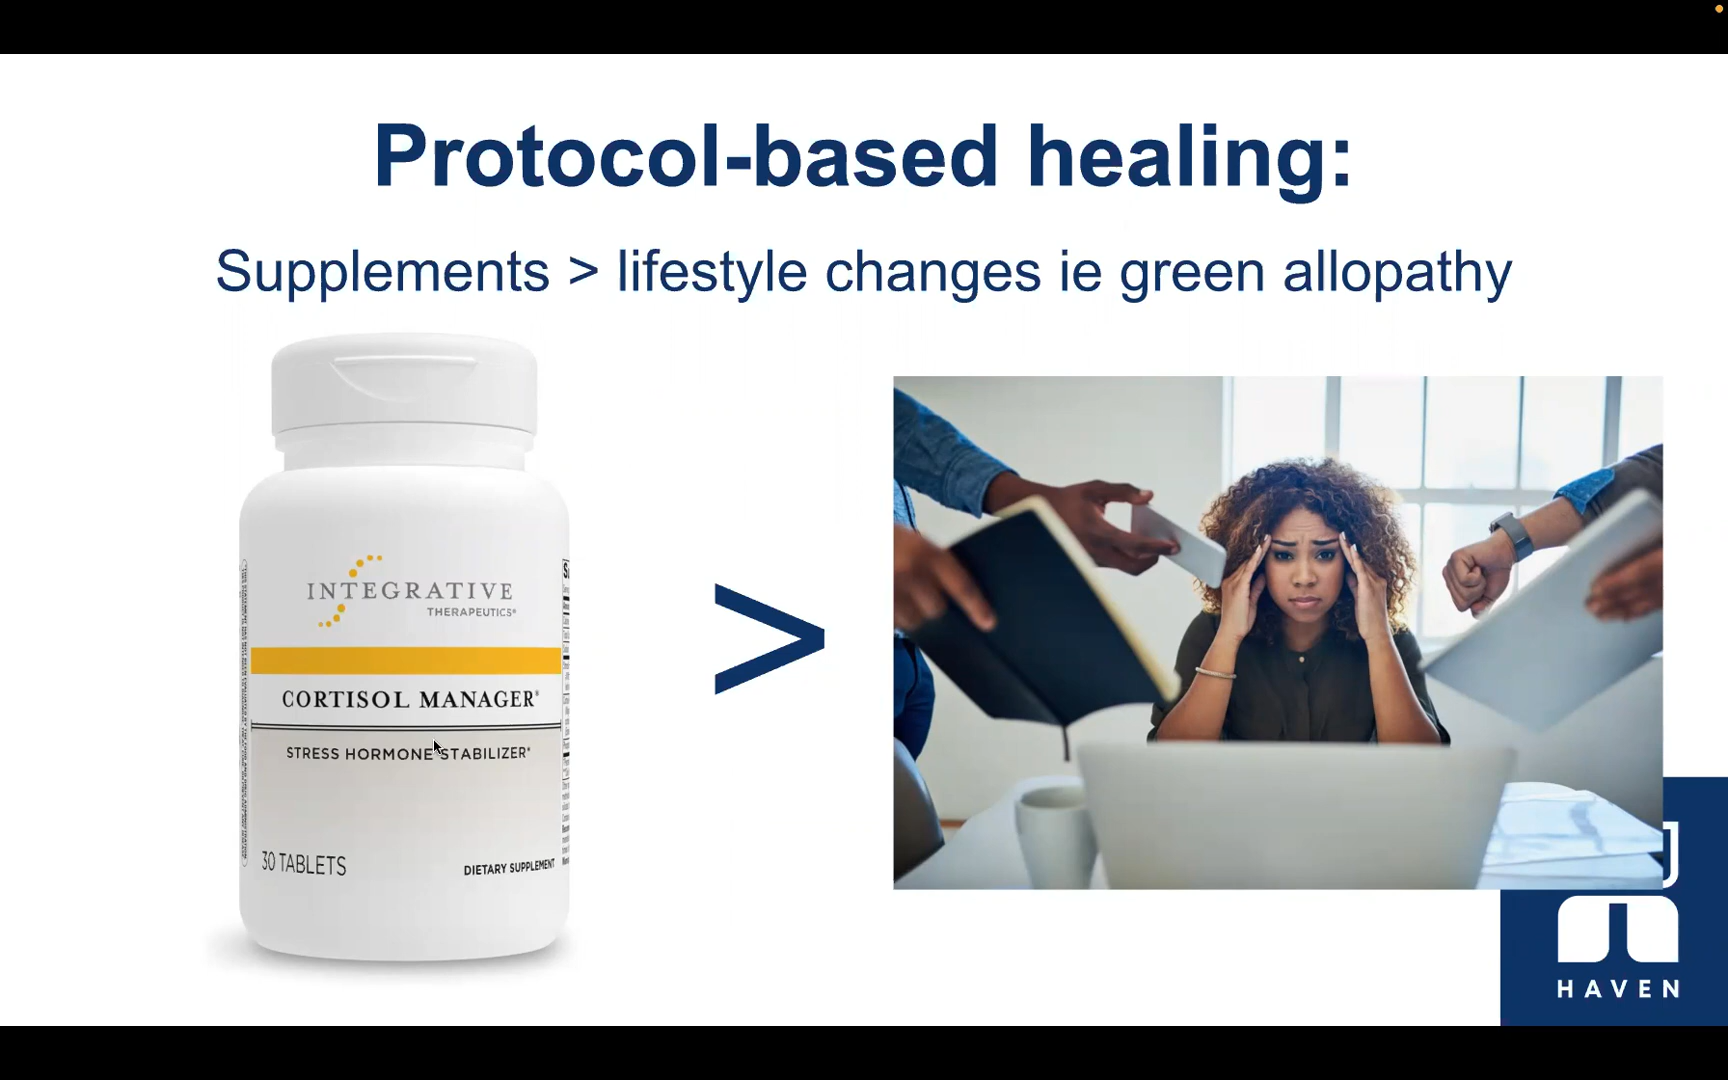 Protocol-based healing:
Supplements > lifestyle changes ie green allopathy
INTEGRATIVE
THERAPEUTICS®
CORTISOL MANAGER®
STRESS HORMONE STABILIZER*
30 TABLETS
DIETARY SUPPLEMENT
>
HAVEN